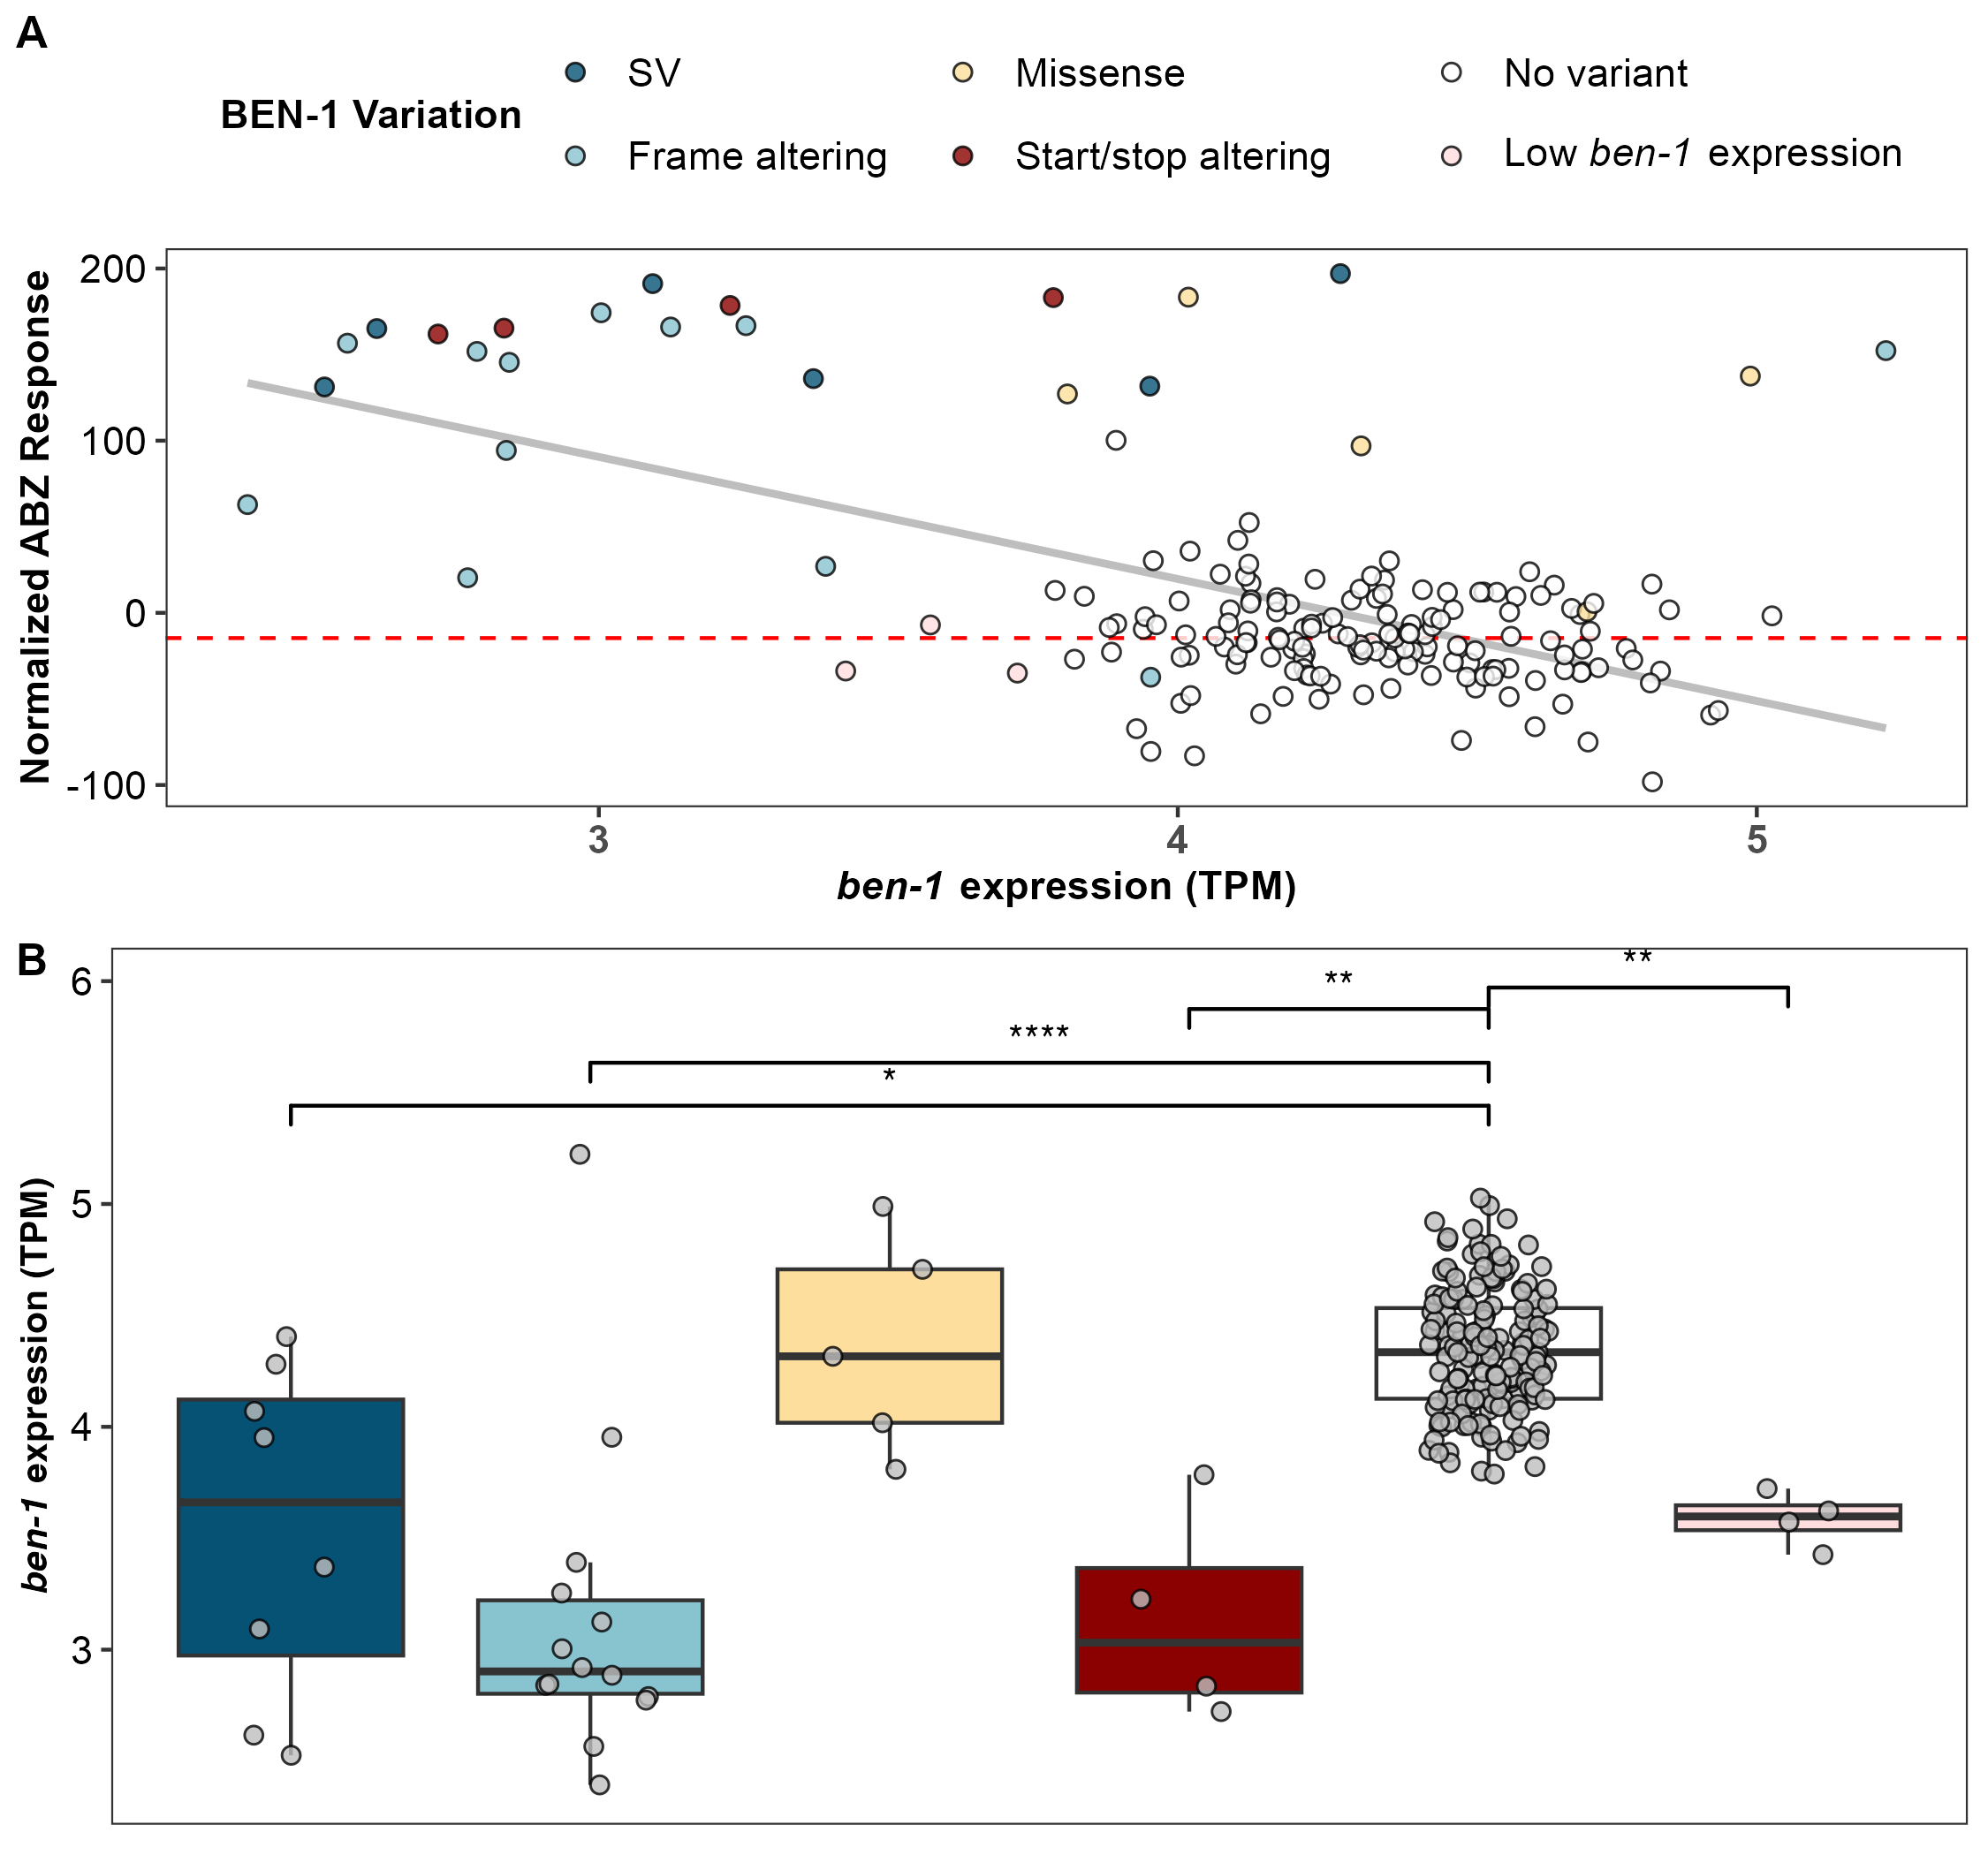 A
BEN-1 Variation
SV
Missense
No variant
Frame altering
Start/stop altering
Low ben-1 expression
Normalized ABZ Response
200
100
0
-100
3
4
5
ben-1 expression (TPM)
B
ben-1 expression (TPM)
6
5
4
3
**
**
****
*